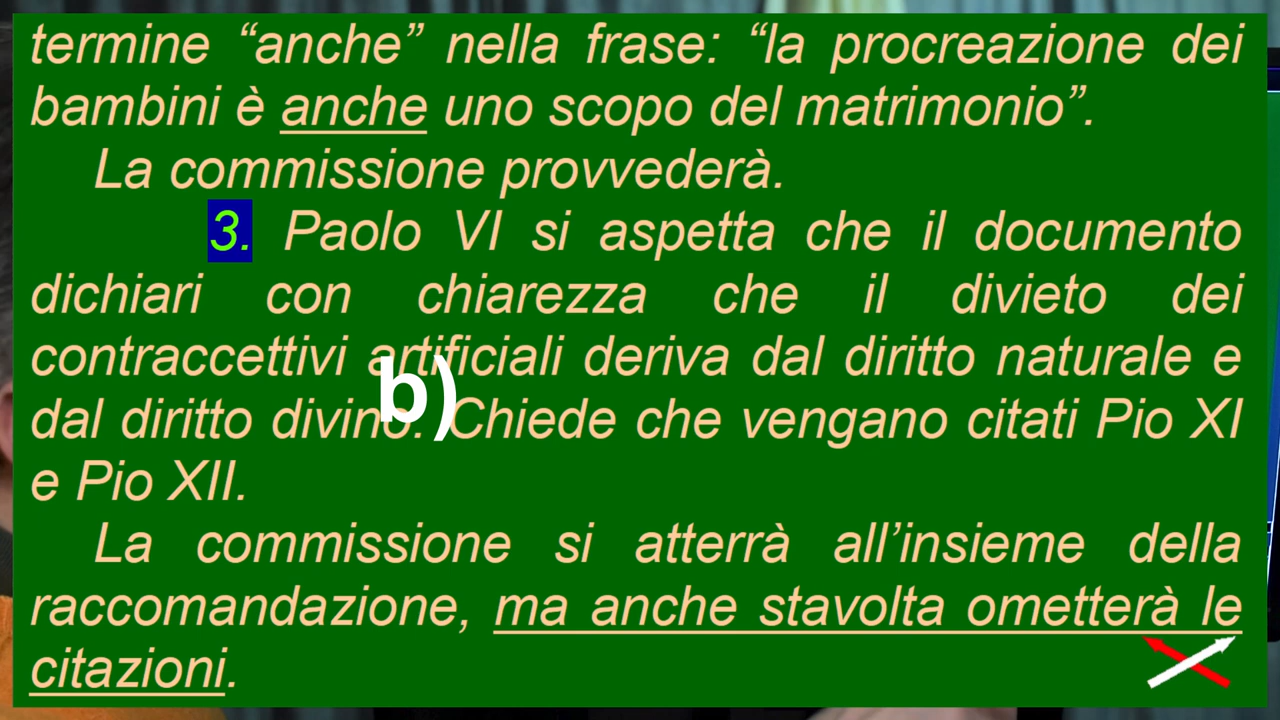 termine “anche” nella frase: “la procreazione dei
bambini è anche uno scopo del matrimonio”.
La commissione provvederà.
3. Paolo VI si aspetta che il documento
dichiari con chiarezza che il divieto dei
contraccettivi artificiali deriva dal diritto naturale e
b)
dal diritto divino. Chiede che vengano citati Pio XI
e Pio XII.
La commissione si atterrà all’insieme della
raccomandazione, ma anche stavolta ometterà le
citazioni.